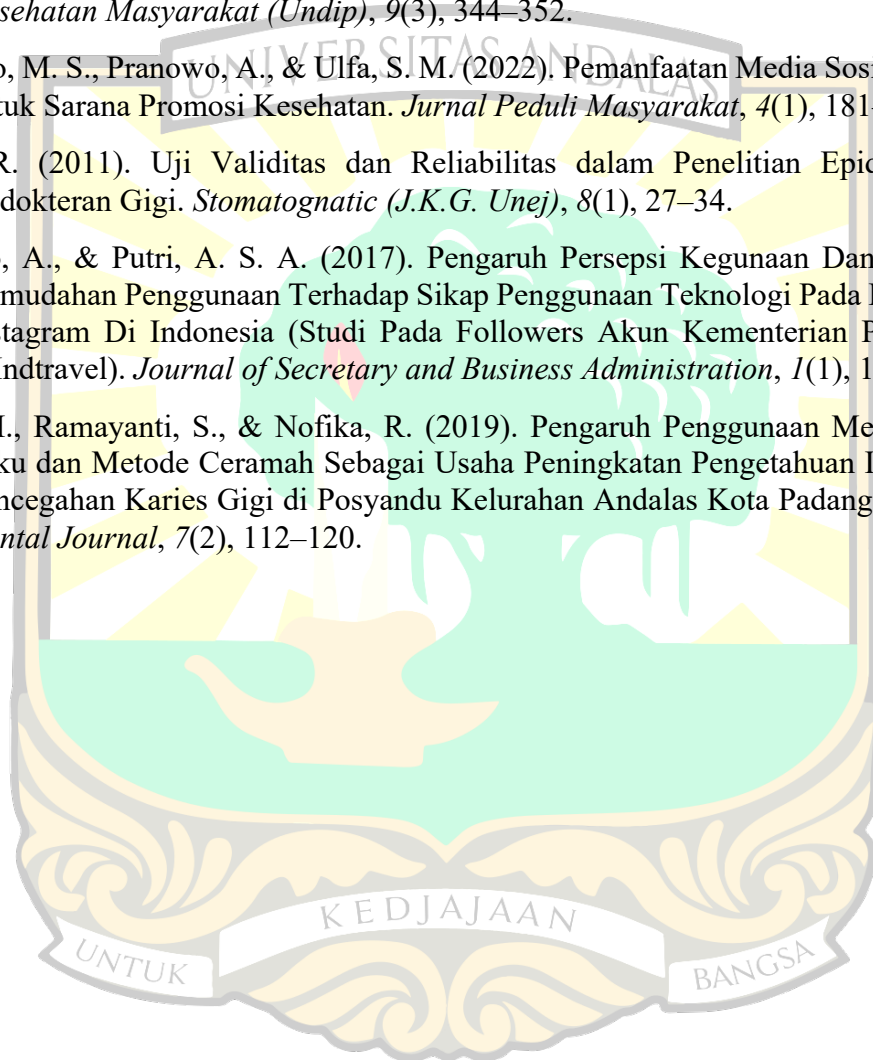 sehatan Masyarakat (Undip), 9(3), 344–352.
UNIVERSITAS ANDALAS
o, M. S., Pranowo, A., & Ulfa, S. M. (2022). Pemanfaatan Media Sosi
tuk Sarana Promosi Kesehatan. Jurnal Peduli Masyarakat, 4(1), 181–
R. (2011). Uji Validitas dan Reliabilitas dalam Penelitian Epid
dokteran Gigi. Stomatognatic (J.K.G. Unej), 8(1), 27–34.
, A., & Putri, A. S. A. (2017). Pengaruh Persepsi Kegunaan Dan
mudahan Penggunaan Terhadap Sikap Penggunaan Teknologi Pada
stagram Di Indonesia (Studi Pada Followers Akun Kementerian P
Indtravel). Journal of Secretary and Business Administration, 1(1), 1
I., Ramayanti, S., & Nofika, R. (2019). Pengaruh Penggunaan Me
ku dan Metode Ceramah Sebagai Usaha Peningkatan Pengetahuan I
ncegahan Karies Gigi di Posyandu Kelurahan Andalas Kota Padang
ntal Journal, 7(2), 112–120.
UNTUK KEDJAJAAN BANGSA